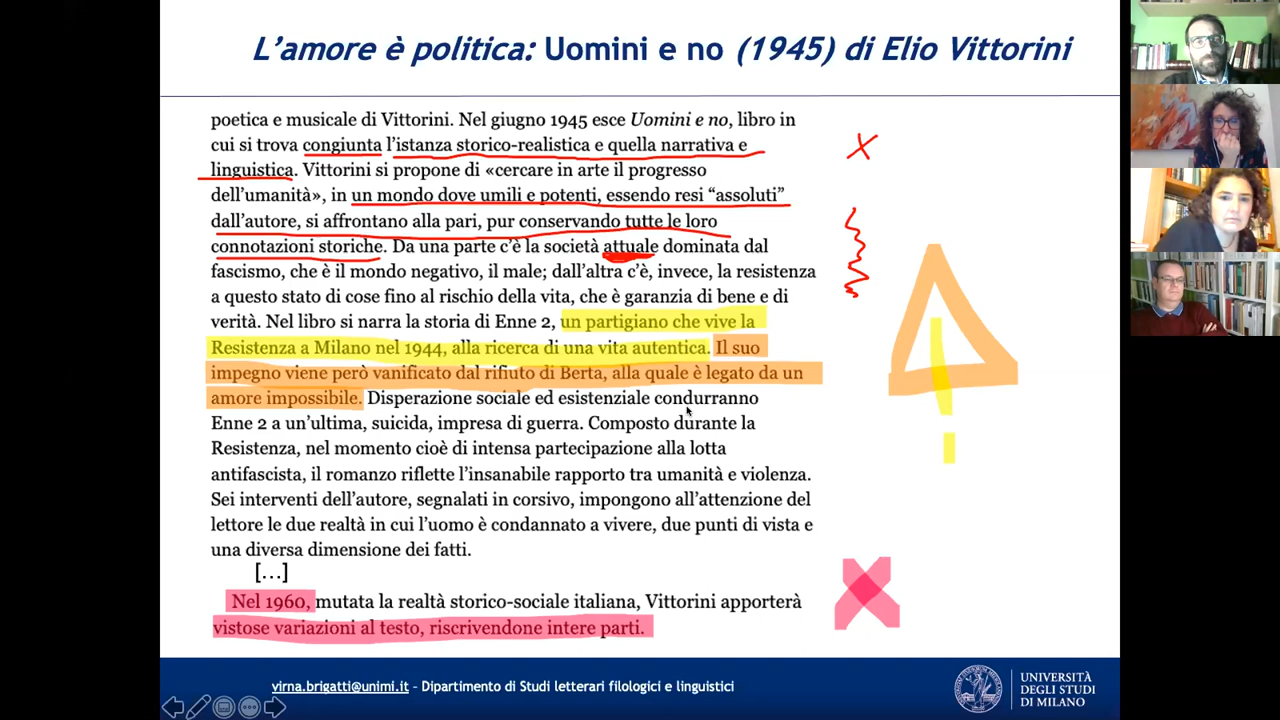 L'amore è politica: Uomini e no (1945) di Elio Vittorini
poetica e musicale di Vittorini. Nel giugno 1945 esce Uomini e no, libro in
cui si trova congiunta l'istanza storico-realistica e quella narrativa e
linguistica. Vittorini si propone di «cercare in arte il progresso
dell'umanità», in un mondo dove umili e potenti, essendo resi “assoluti”
dall'autore, si affrontano alla pari, pur conservando tutte le loro
connotazioni storiche. Da una parte c'è la società attuale dominata dal
fascismo, che è il mondo negativo, il male; dall'altra c'è, invece, la resistenza
a questo stato di cose fino al rischio della vita, che è garanzia di bene e di
verità. Nel libro si narra la storia di Enne 2, un partigiano che vive la
Resistenza a Milano nel 1944, alla ricerca di una vita autentica. Il suo
impegno viene però vanificato dal rifiuto di Berta, alla quale è legato da un
amore impossibile. Disperazione sociale ed esistenziale condurranno
Enne 2 a un'ultima, suicida, impresa di guerra. Composto durante la
Resistenza, nel momento cioè di intensa partecipazione alla lotta
antifascista, il romanzo riflette l'insanabile rapporto tra umanità e violenza.
Sei interventi dell'autore, segnalati in corsivo, impongono all'attenzione del
lettore le due realtà in cui l'uomo è condannato a vivere, due punti di vista e
una diversa dimensione dei fatti.
[...]
Nel 1960, mutata la realtà storico-sociale italiana, Vittorini apporterà
vistose variazioni al testo, riscrivendone intere parti.
virna.brigatti@unimi.it – Dipartimento di Studi letterari filologici e linguistici
UNIVERSITÀ
DEGLI STUDI
DI MILANO